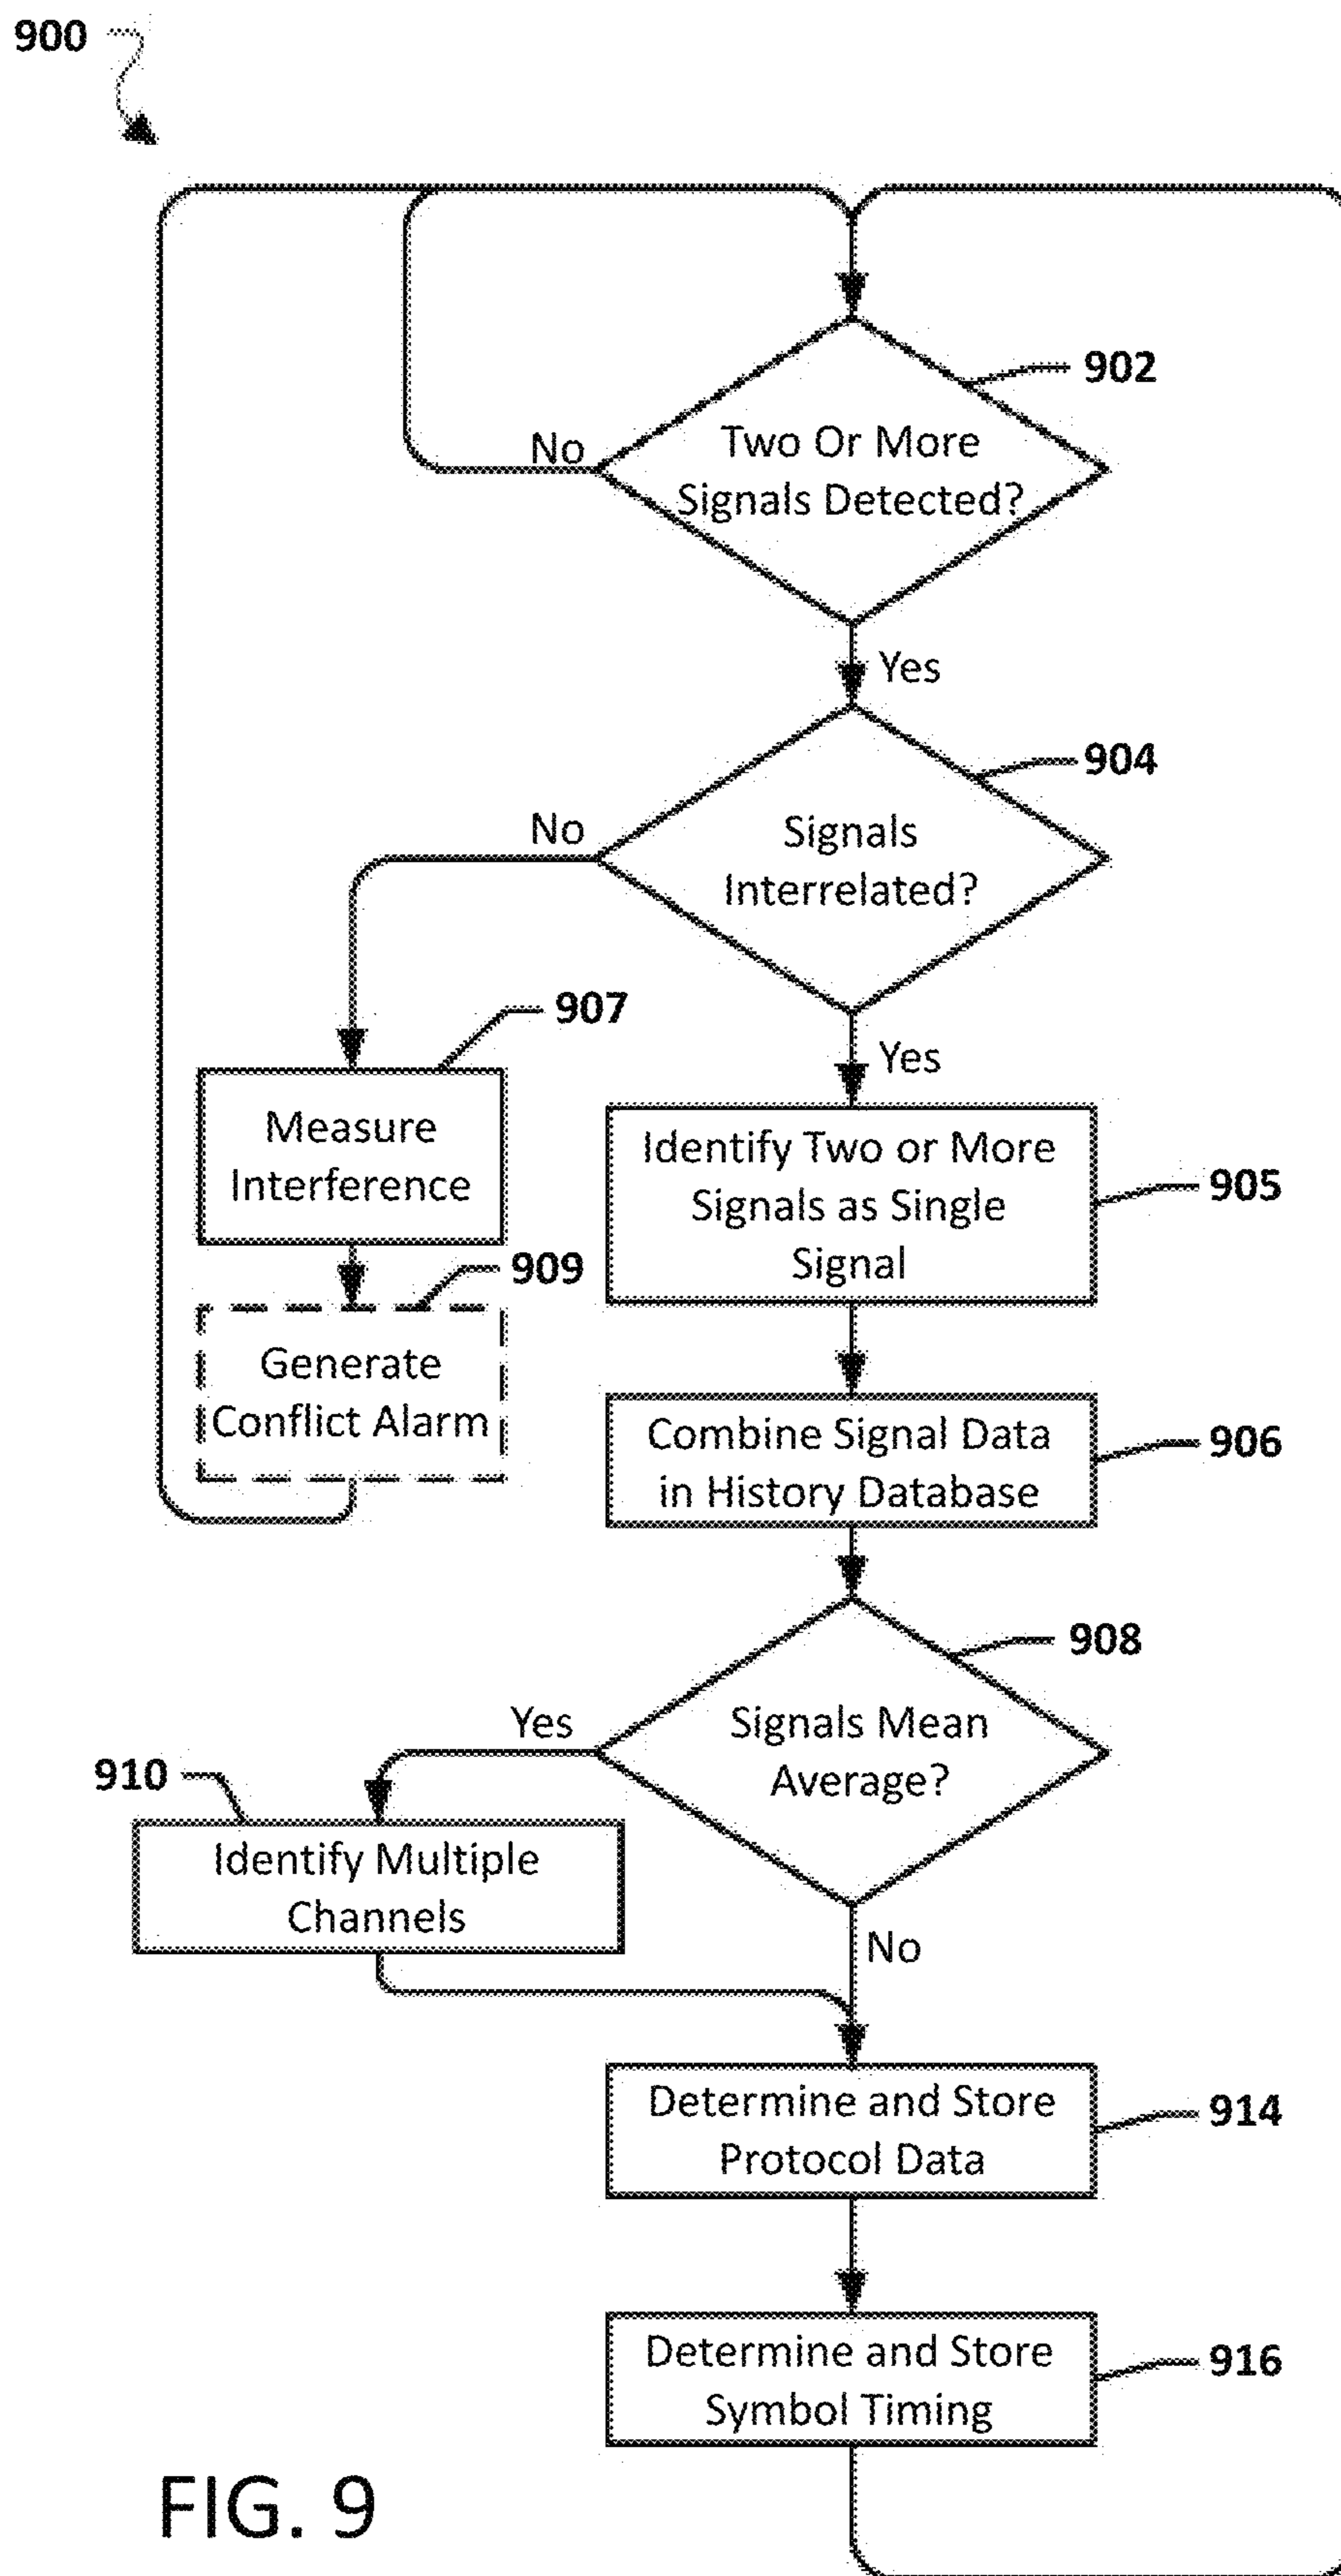 900
902
Two Or More
Signals Detected?
No
Yes
904
Signals
Interrelated?
No
Yes
907
Measure
Interference
905
Identify Two or More
Signals as Single
Signal
909
Generate
Conflict Alarm
906
Combine Signal Data
in History Database
908
Signals Mean
Average?
Yes
No
910
Identify Multiple
Channels
914
Determine and Store
Protocol Data
916
Determine and Store
Symbol Timing
FIG. 9